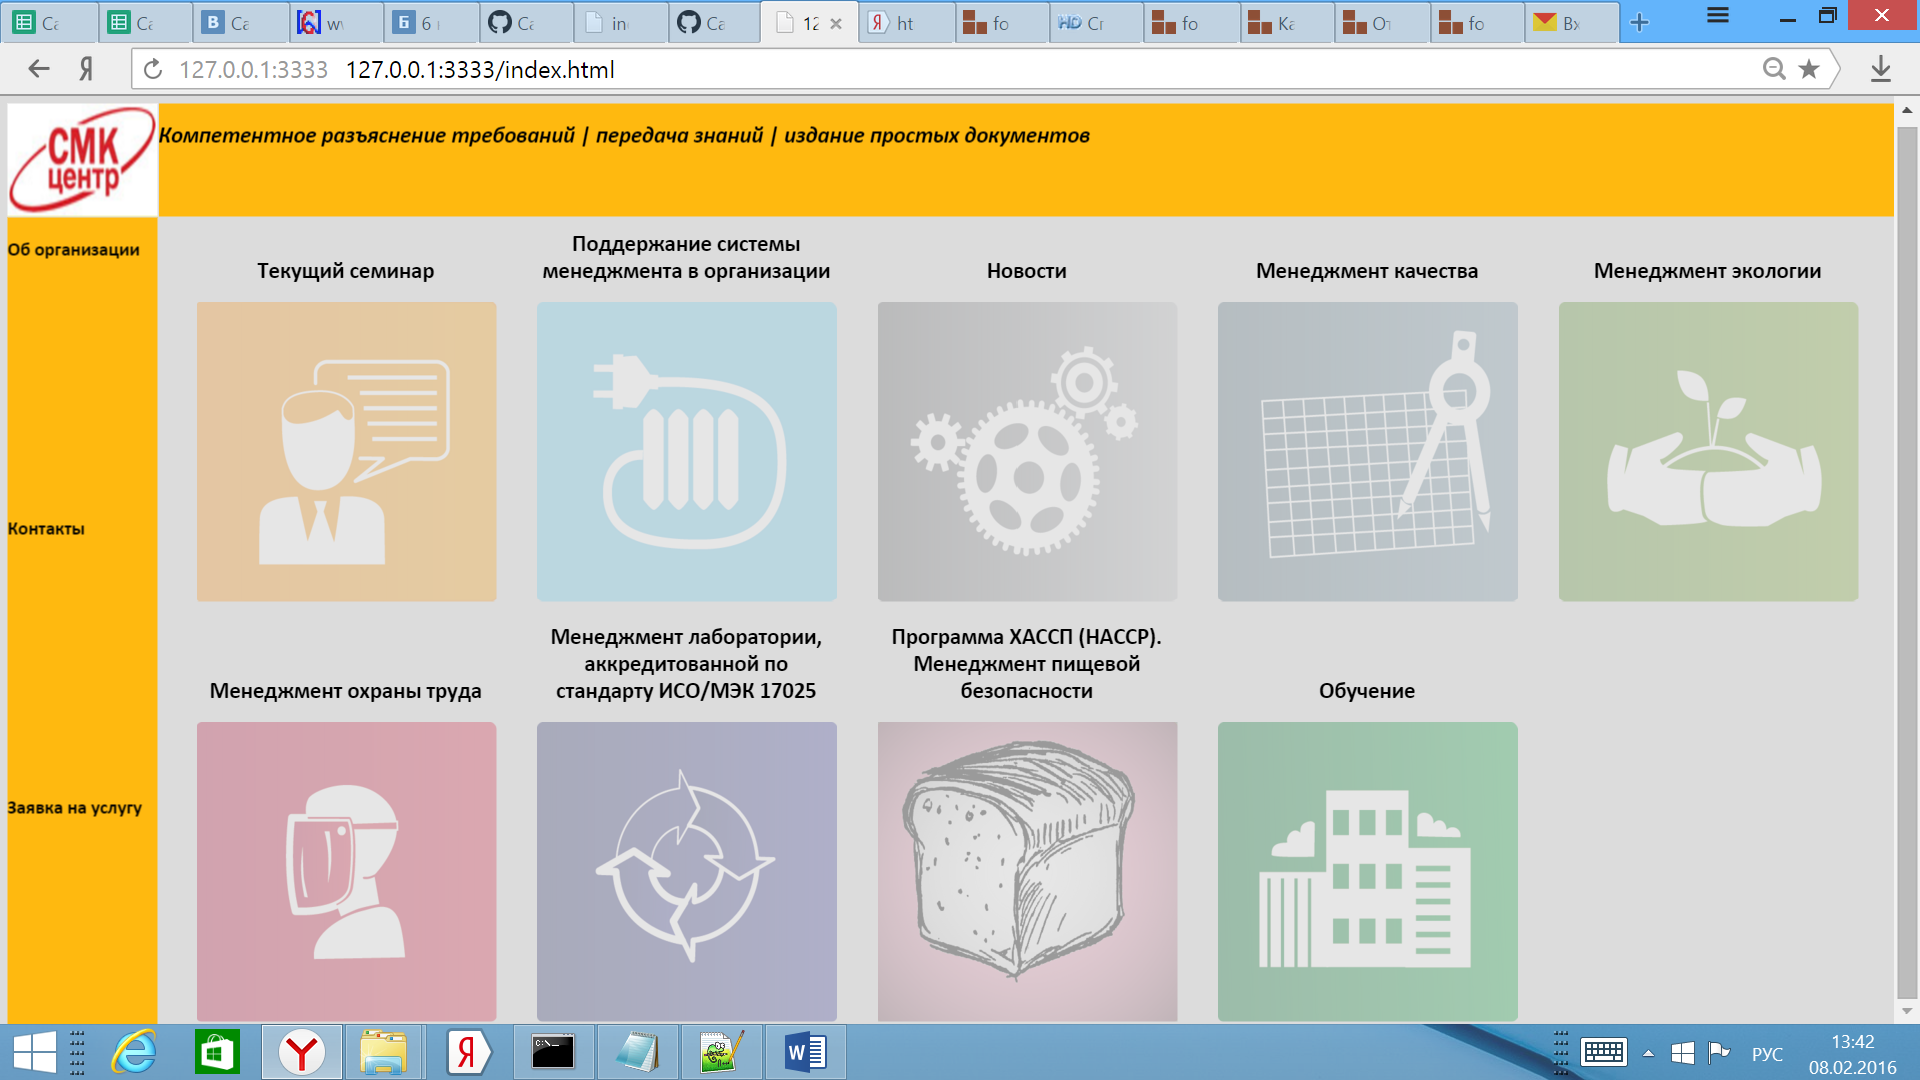 Са
Са
В Са
w
Б 6
Са
in
Са
12
Я ht
fo
HD Cr
fo
Ка
От
fo
Вх
Я 127.0.0.1:3333 127.0.0.1:3333/index.html
СМК
центр
Компетентное разъяснение требований | передача знаний | издание простых документов
Об организации
Контакты
Заявка на услугу
Текущий семинар
Поддержание системы
менеджмента в организации
Новости
Менеджмент качества
Менеджмент экологии
Менеджмент охраны труда
Менеджмент лаборатории,
аккредитованной по
стандарту ИСО/МЭК 17025
Программа ХАССП (HACCP).
Менеджмент пищевой
безопасности
Обучение
Я
C:\_
W
РУС
13:42
08.02.2016